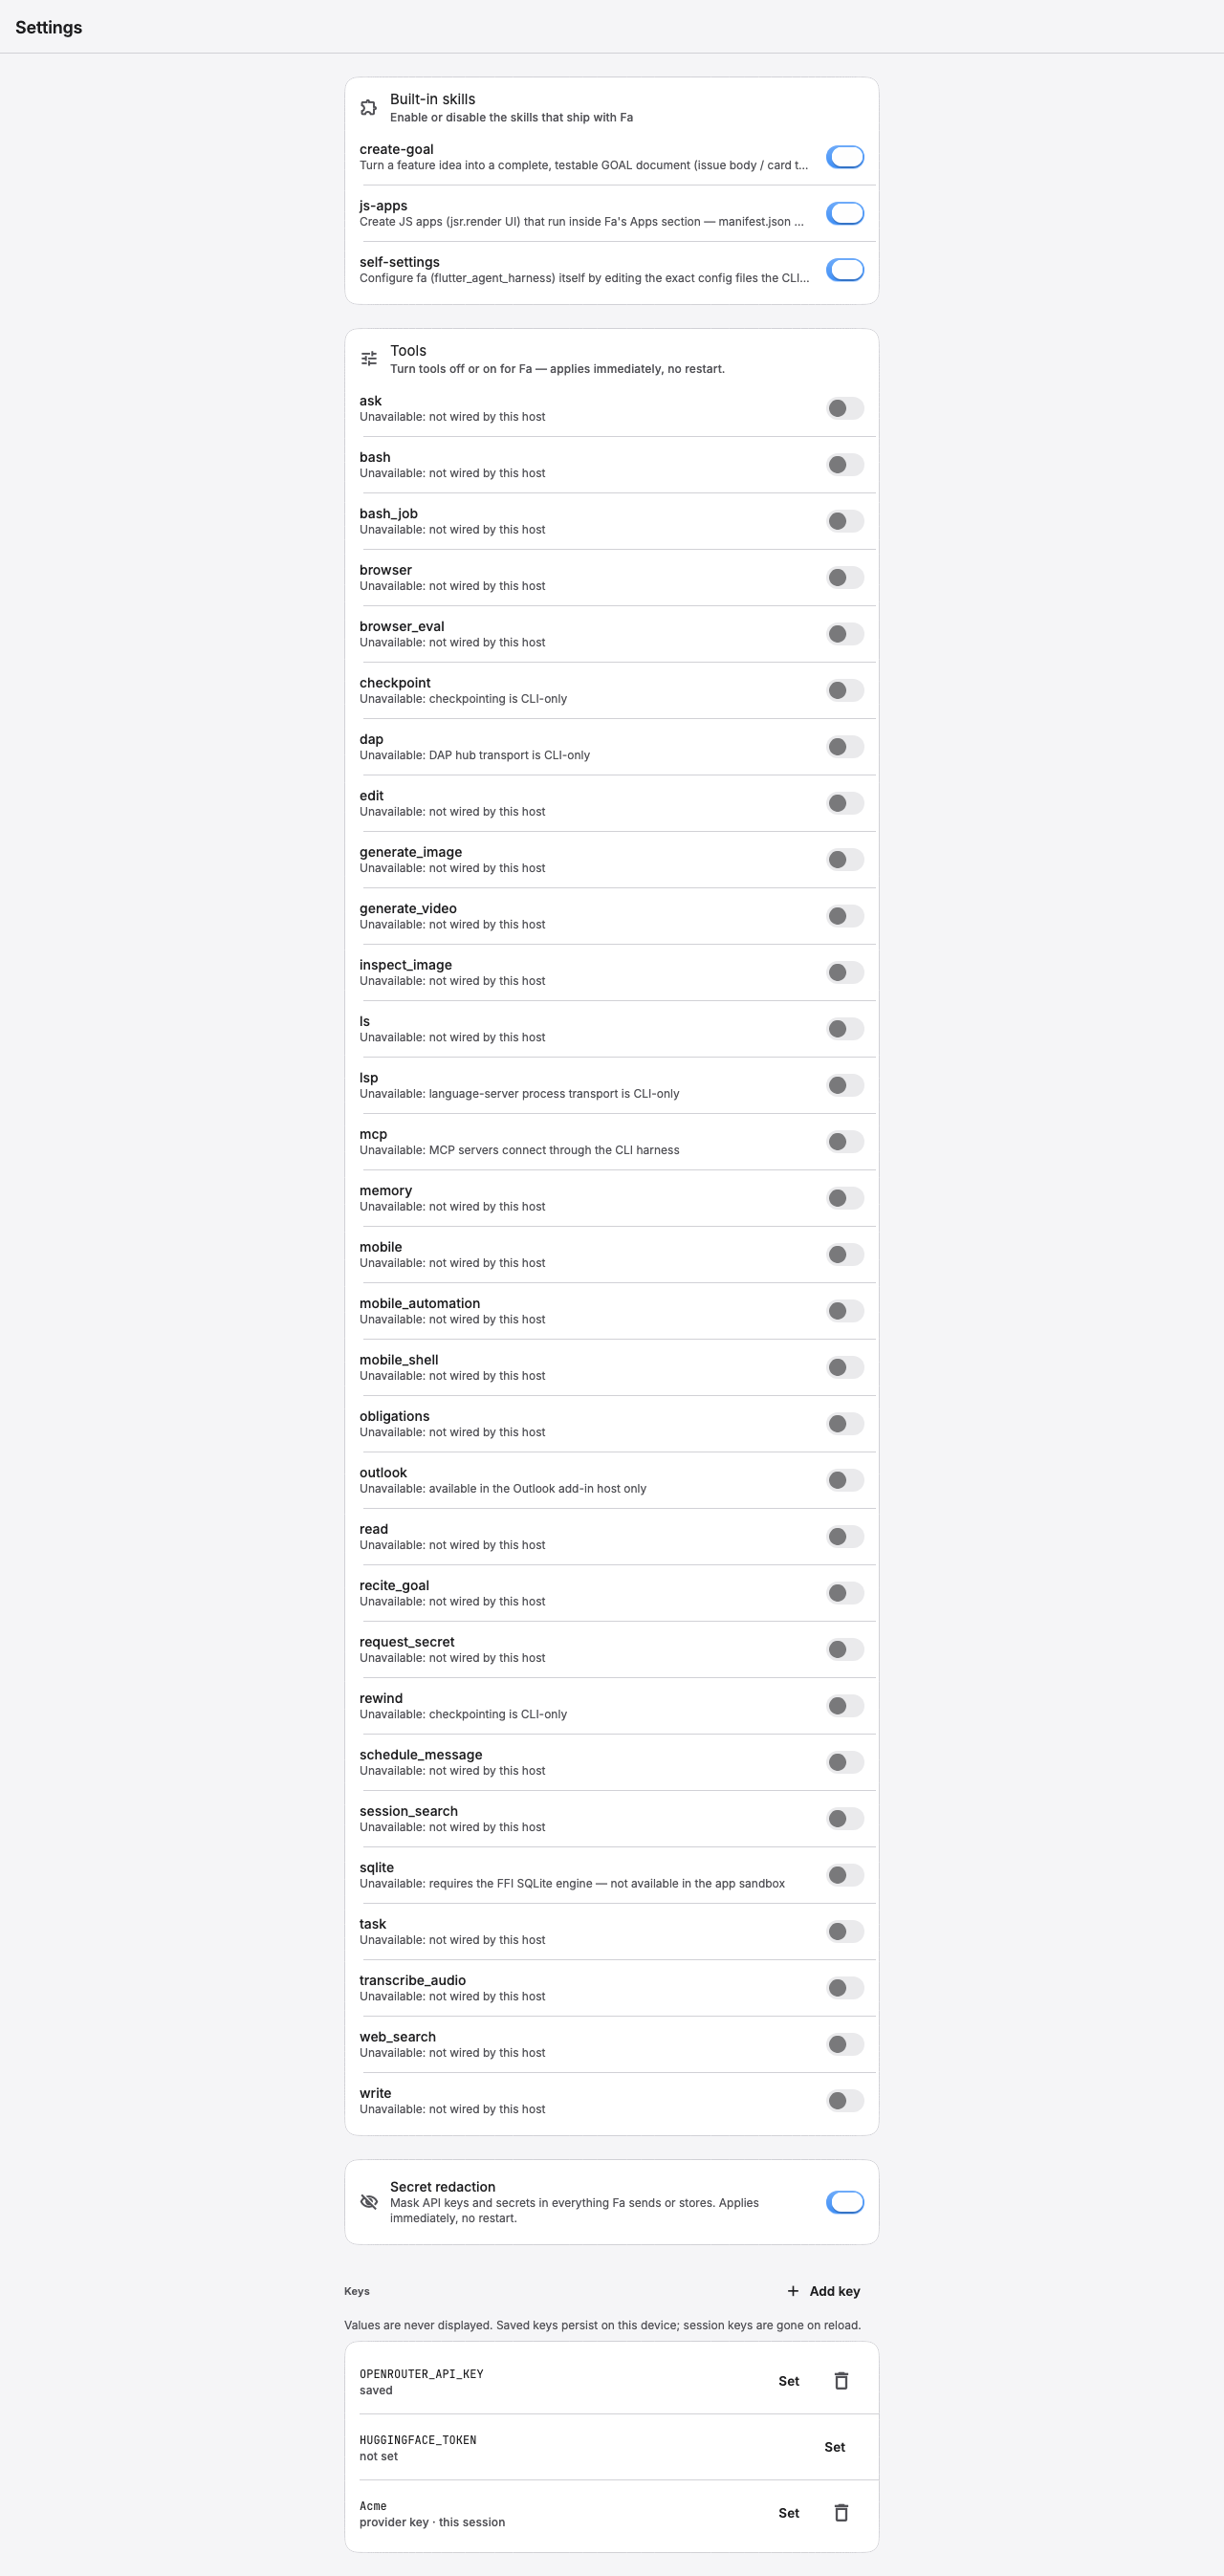 Settings
Built-in skills
Enable or disable the skills that ship with Fa
create-goal
Turn a feature idea into a complete, testable GOAL document (issue body / card t...
js-apps
Create JS apps (jsr.render UI) that run inside Fa's Apps section — manifest.json ...
self-settings
Configure fa (flutter_agent_harness) itself by editing the exact config files the CLI...
Tools
Turn tools off or on for Fa — applies immediately, no restart.
ask
Unavailable: not wired by this host
bash
Unavailable: not wired by this host
bash_job
Unavailable: not wired by this host
browser
Unavailable: not wired by this host
browser_eval
Unavailable: not wired by this host
checkpoint
Unavailable: checkpointing is CLI-only
dap
Unavailable: DAP hub transport is CLI-only
edit
Unavailable: not wired by this host
generate_image
Unavailable: not wired by this host
generate_video
Unavailable: not wired by this host
inspect_image
Unavailable: not wired by this host
ls
Unavailable: not wired by this host
lsp
Unavailable: language-server process transport is CLI-only
mcp
Unavailable: MCP servers connect through the CLI harness
memory
Unavailable: not wired by this host
mobile
Unavailable: not wired by this host
mobile_automation
Unavailable: not wired by this host
mobile_shell
Unavailable: not wired by this host
obligations
Unavailable: not wired by this host
outlook
Unavailable: available in the Outlook add-in host only
read
Unavailable: not wired by this host
recite_goal
Unavailable: not wired by this host
request_secret
Unavailable: not wired by this host
rewind
Unavailable: checkpointing is CLI-only
schedule_message
Unavailable: not wired by this host
session_search
Unavailable: not wired by this host
sqlite
Unavailable: requires the FFI SQLite engine — not available in the app sandbox
task
Unavailable: not wired by this host
transcribe_audio
Unavailable: not wired by this host
web_search
Unavailable: not wired by this host
write
Unavailable: not wired by this host
Secret redaction
Mask API keys and secrets in everything Fa sends or stores. Applies
immediately, no restart.
Keys
Add key
Values are never displayed. Saved keys persist on this device; session keys are gone on reload.
OPENROUTER_API_KEY
saved
Set
HUGGINGFACE_TOKEN
not set
Set
Acme
provider key · this session
Set